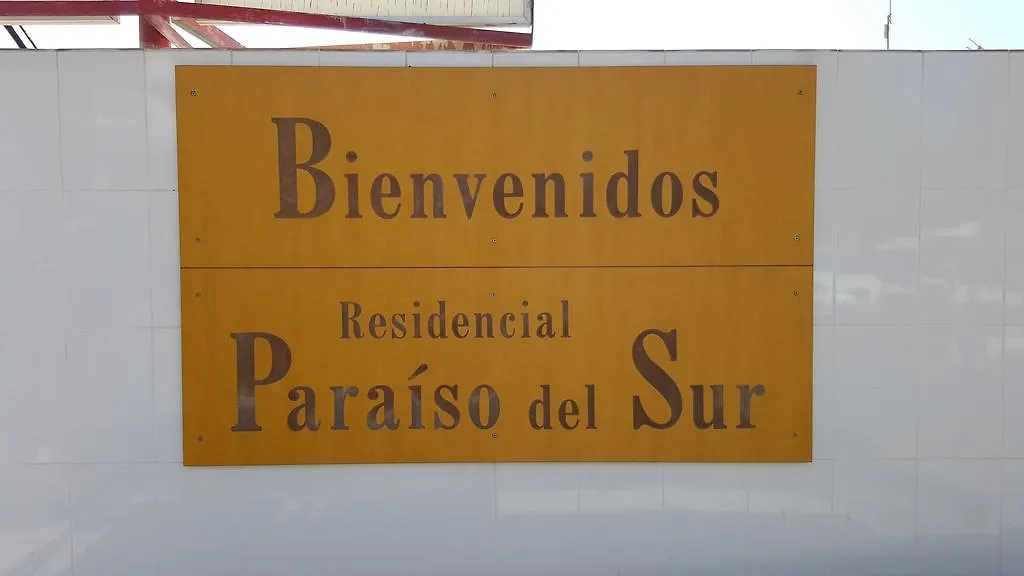 Bienvenidos
Residencial
Paraíso del Sur